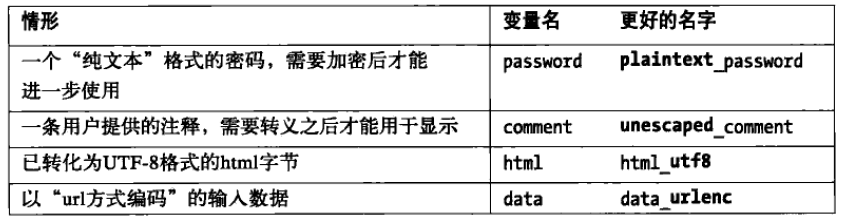 情形 变量名 更好的名字
一个“纯文本”格式的密码，需要加密后才能 password plaintext_password
进一步使用
一条用户提供的注释，需要转义之后才能用于显示 comment unescaped_comment
已转化为UTF-8格式的html字节 html html_utf8
以“url方式编码”的输入数据 data data_urlenc